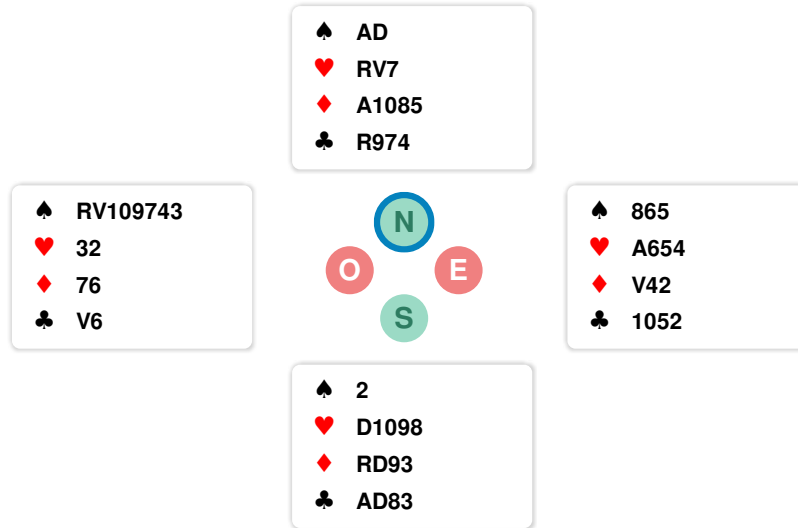 ♠ AD
♥ RV7
♦ A1085
♣ R974
♠ RV109743
♥ 32
♦ 76
♣ V6
N
O
E
S
♠ 865
♥ A654
♦ V42
♣ 1052
♠ 2
♥ D1098
♦ RD93
♣ AD83